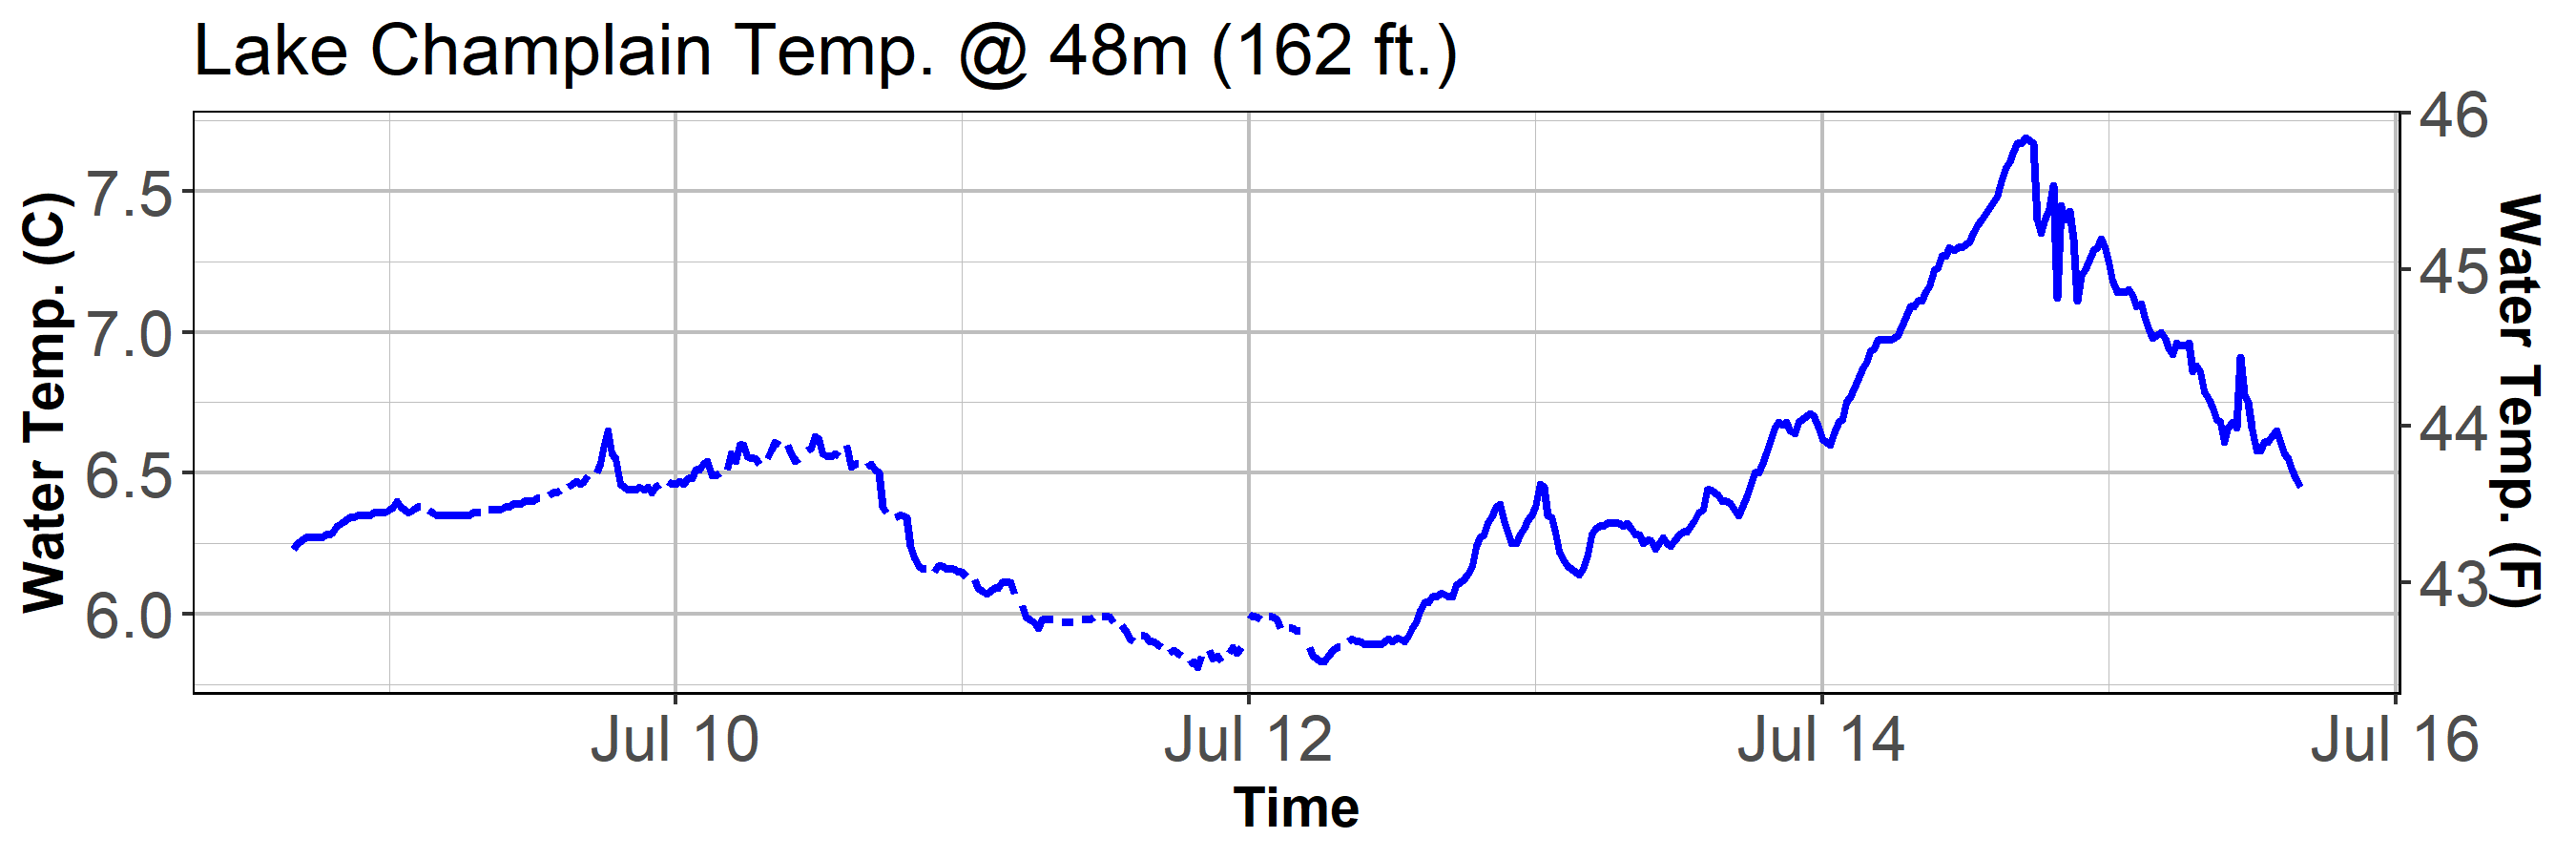 Lake Champlain Temp. @ 48m (162 ft.)
Water Temp. (C)
7.5
7.0
6.5
6.0
46
45
44
43
Water Temp. (F)
Jul 10 Jul 12 Jul 14 Jul 16
Time